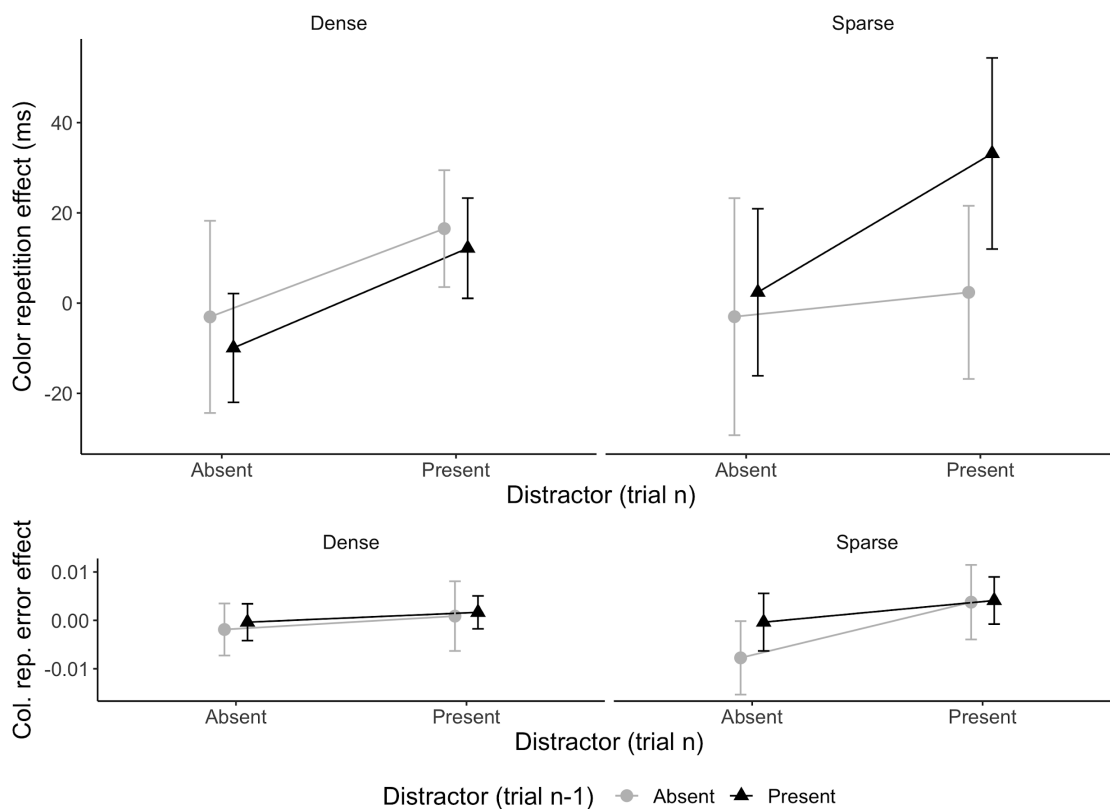 Dense
Sparse
Color repetition effect (ms)
40
20
0
-20
Absent
Present
Absent
Present
Distractor (trial n)
Dense
Sparse
Col. rep. error effect
0.01
0.00
-0.01
Absent
Present
Absent
Present
Distractor (trial n)
Distractor (trial n-1) Absent Present